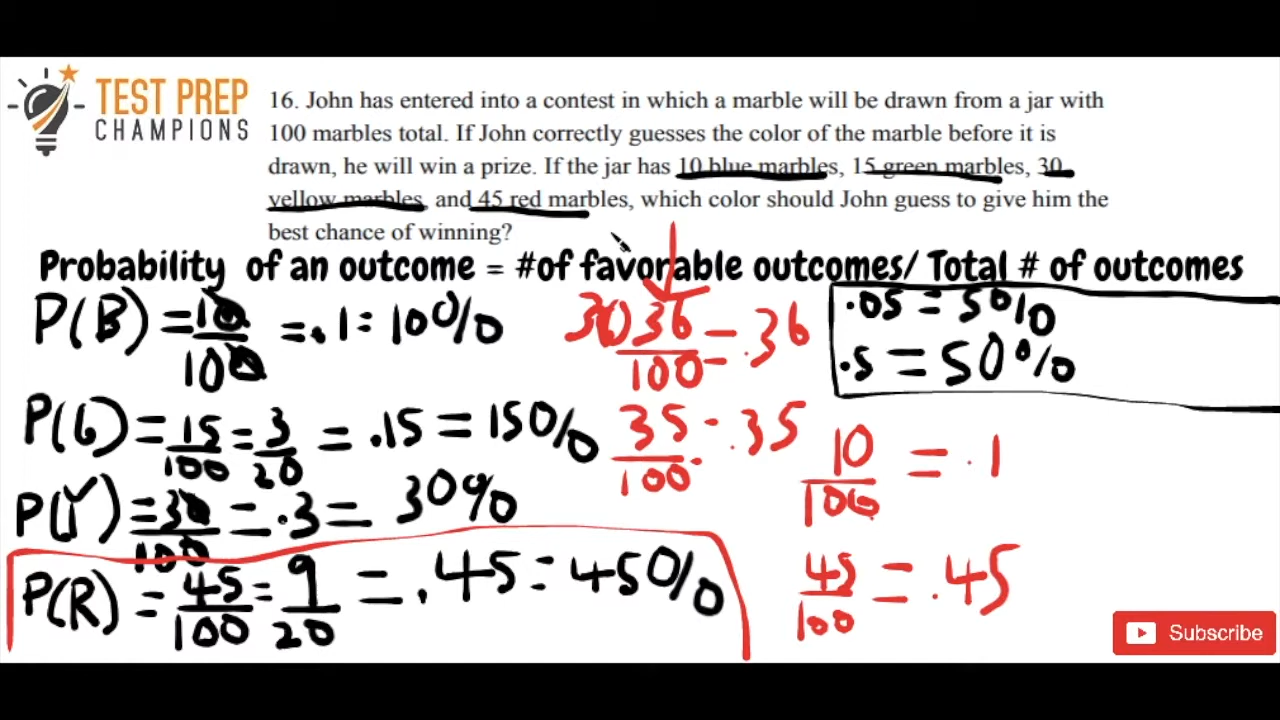 TEST PREP
CHAMPIONS
16. John has entered into a contest in which a marble will be drawn from a jar with
100 marbles total. If John correctly guesses the color of the marble before it is
drawn, he will win a prize. If the jar has 10 blue marbles, 15 green marbles, 30
yellow marbles, and 45 red marbles, which color should John guess to give him the
best chance of winning?
Probability of an outcome = #of favorable outcomes/ Total # of outcomes
P(B) = 10/100 = .1 = 10%
P(G) = 15/100 = 3/20 = .15 = 15%
P(Y) = 30/100 = .3 = 30%
P(R) = 45/100 = 9/20 = .45 = 45%
36/100 = .36
35/100 = .35
.05 = 5%
.5 = 50%
10/100 = .1
45/100 = .45
Subscribe